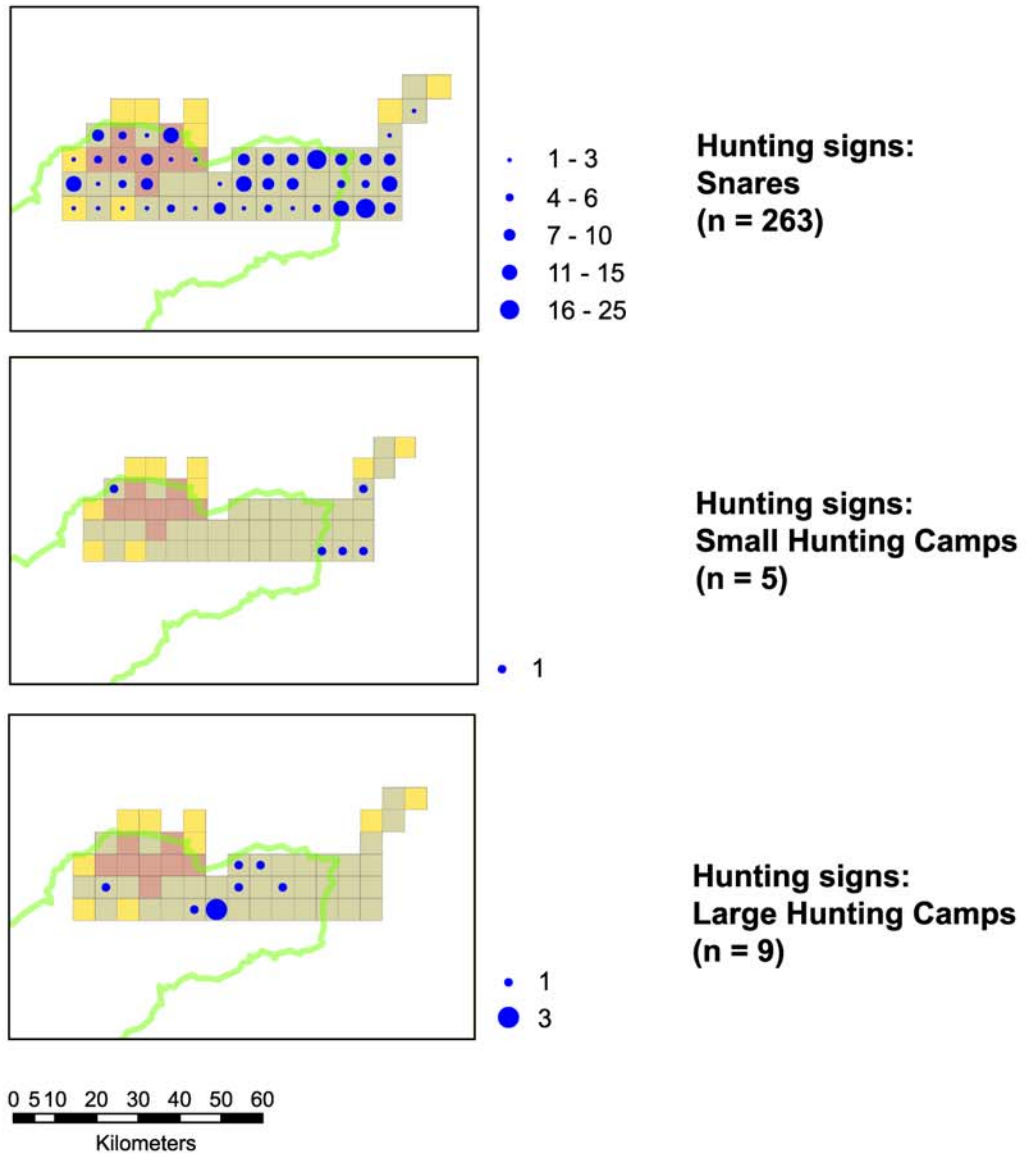 1 - 3
4 - 6
7 - 10
11 - 15
16 - 25
Hunting signs:
Snares
(n = 263)
1
Hunting signs:
Small Hunting Camps
(n = 5)
1
3
Hunting signs:
Large Hunting Camps
(n = 9)
0 5 10 20 30 40 50 60
Kilometers